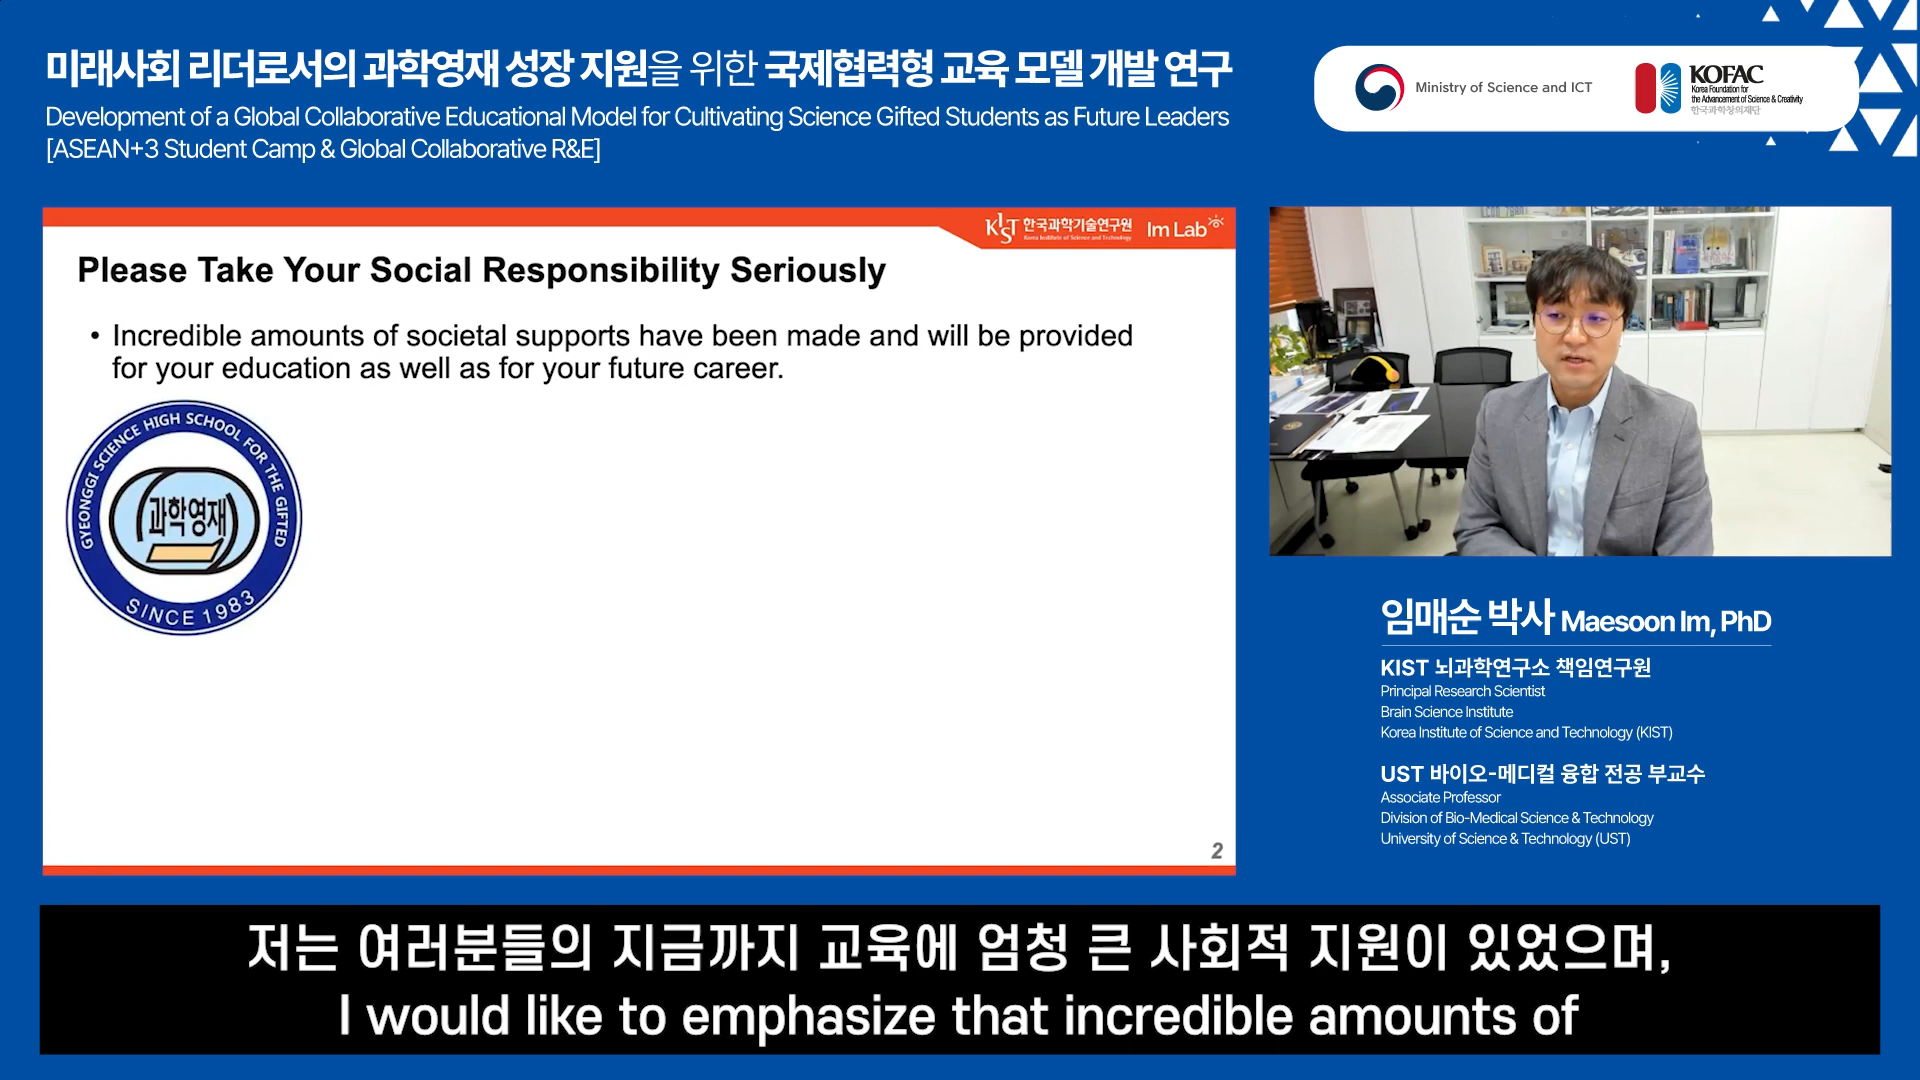 미래사회 리더로서의 과학영재 성장 지원을 위한 국제협력형 교육 모델 개발 연구
Development of a Global Collaborative Educational Model for Cultivating Science Gifted Students as Future Leaders
[ASEAN+3 Student Camp & Global Collaborative R&E]
Ministry of Science and ICT
KOFAC
Korea Foundation for
the Advancement of Science & Creativity
한국과학창의재단
KIST 한국과학기술연구원
Korea Institute of Science and Technology
Im Lab
Please Take Your Social Responsibility Seriously
• Incredible amounts of societal supports have been made and will be provided
for your education as well as for your future career.
GYEONGGI SCIENCE HIGH SCHOOL FOR THE GIFTED
과학영재
SINCE 1983
2
임매순 박사 Maesoon Im, PhD
KIST 뇌과학연구소 책임연구원
Principal Research Scientist
Brain Science Institute
Korea Institute of Science and Technology (KIST)
UST 바이오-메디컬 융합 전공 부교수
Associate Professor
Division of Bio-Medical Science & Technology
University of Science & Technology (UST)
저는 여러분들의 지금까지 교육에 엄청 큰 사회적 지원이 있었으며,
I would like to emphasize that incredible amounts of